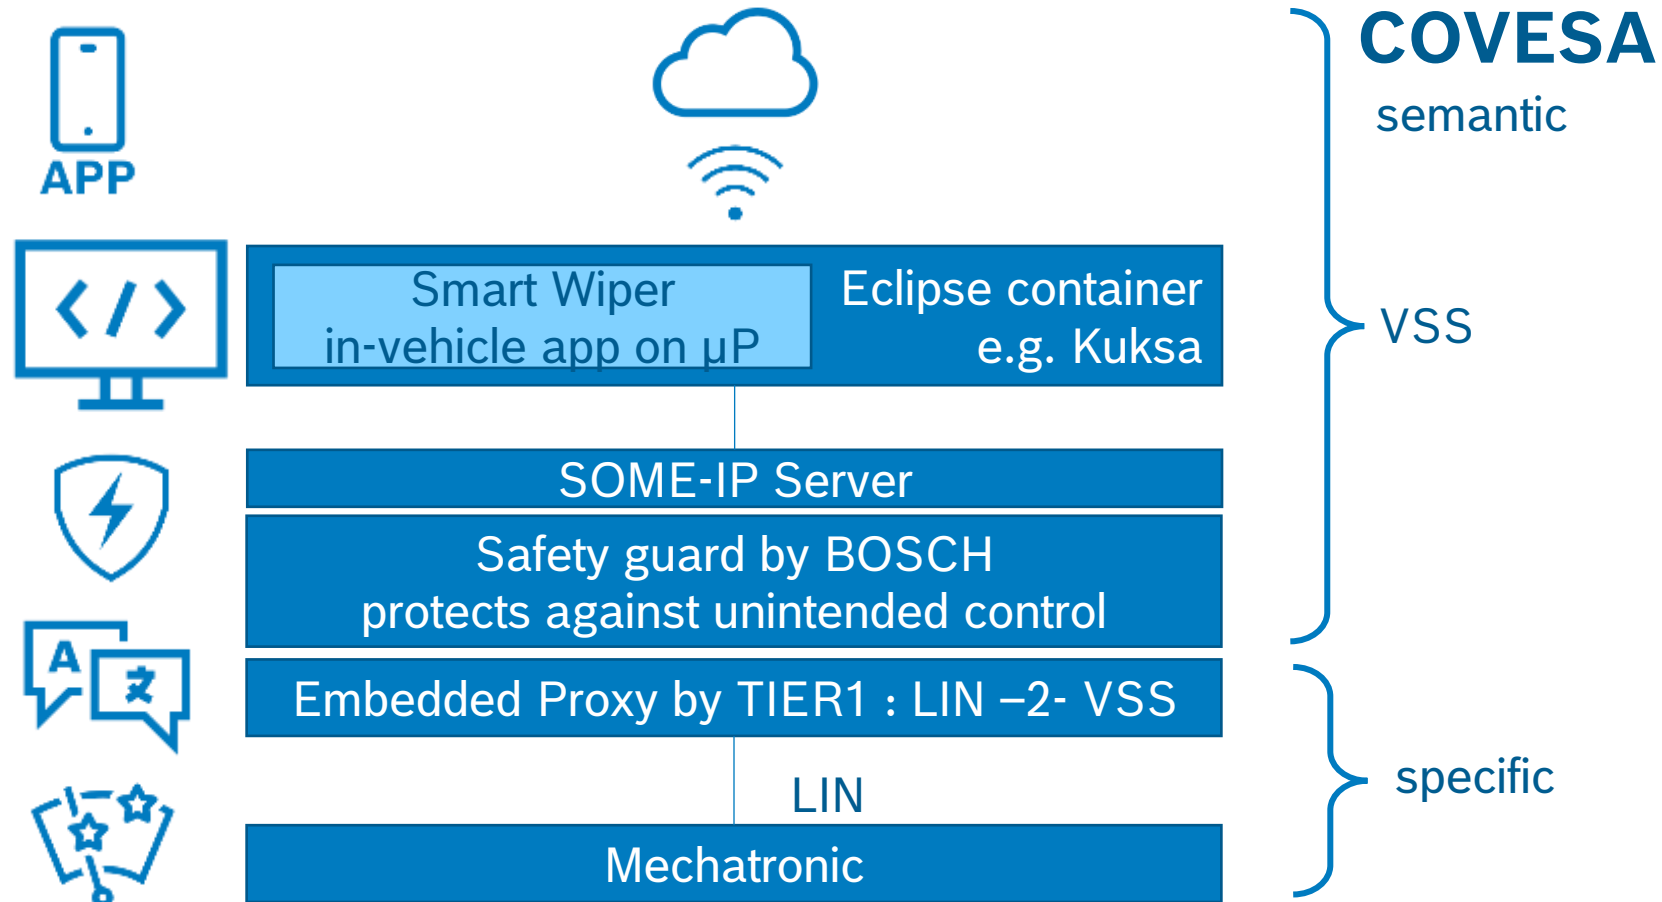 COVESA
semantic
APP
</>
Smart Wiper
in-vehicle app on µP
Eclipse container
e.g. Kuksa
VSS
SOME-IP Server
Safety guard by BOSCH
protects against unintended control
A
Embedded Proxy by TIER1 : LIN –2- VSS
LIN
specific
Mechatronic